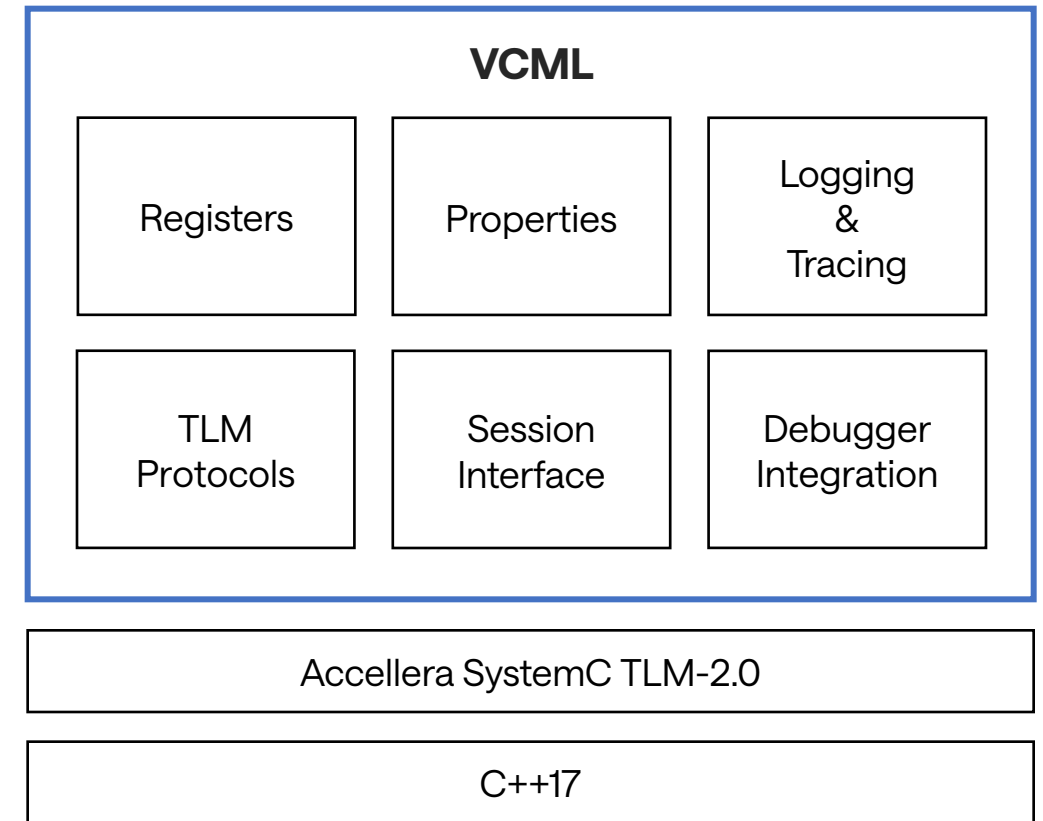 VCML
Registers
Properties
Logging
&
Tracing
TLM
Protocols
Session
Interface
Debugger
Integration
Accellera SystemC TLM-2.0
C++17